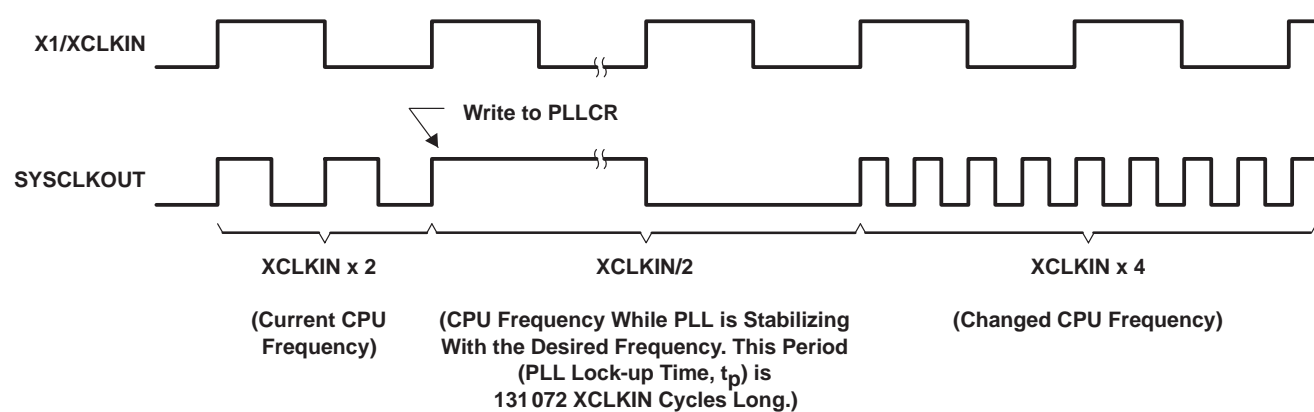 X1/XCLKIN
Write to PLLCR
SYSCLKOUT
XCLKIN x 2
XCLKIN/2
XCLKIN x 4
(Current CPU
Frequency)
(CPU Frequency While PLL is Stabilizing
With the Desired Frequency. This Period
(PLL Lock-up Time, tp) is
131072 XCLKIN Cycles Long.)
(Changed CPU Frequency)